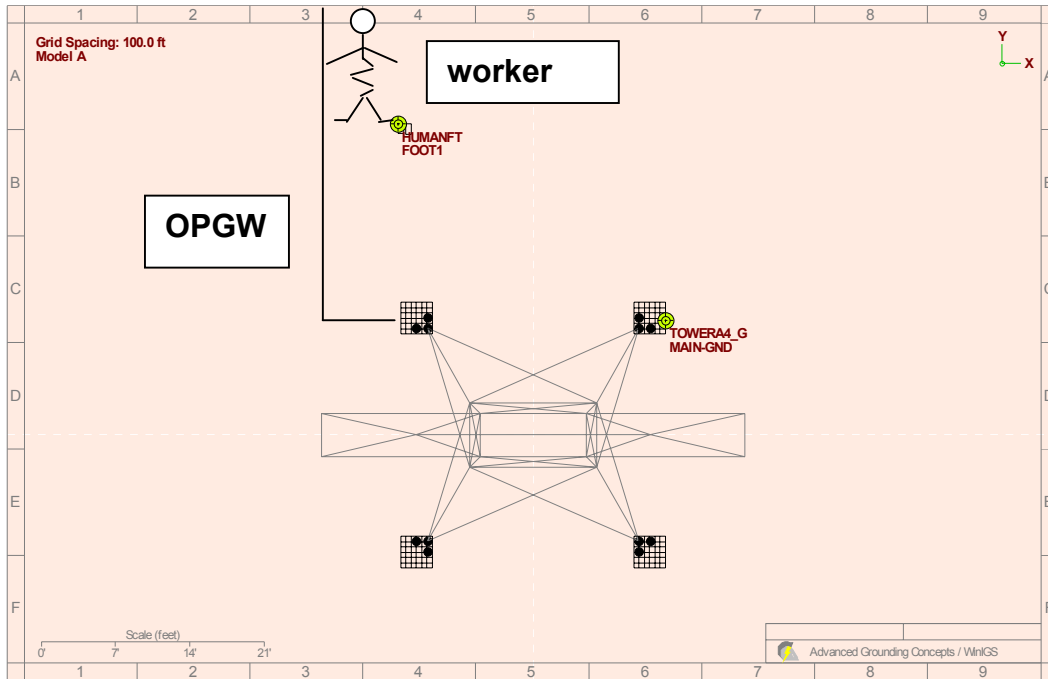 1 2 3 4 5 6 7 8 9
Grid Spacing: 100.0 ft
Model A
worker
Y
X
A
A
HUMANFT
FOOT1
B
OPGW
C
TOWERA4_G
MAIN-GND
D
E
E
F
Scale (feet)
0' 7' 14' 21'
Advanced Grounding Concepts / WinIGS
1 2 3 4 5 6 7 8 9